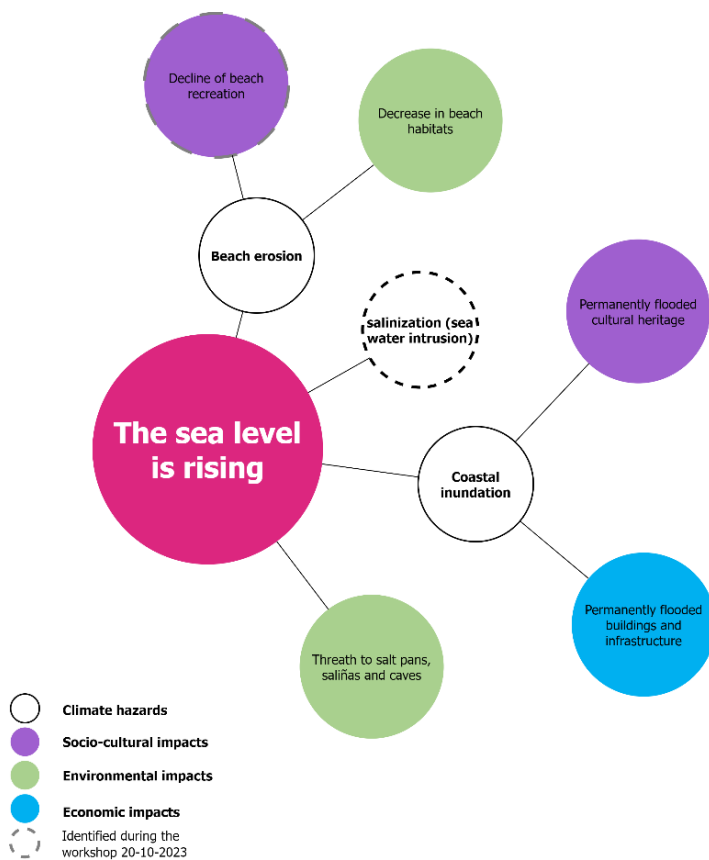 Decline of beach
recreation
Decrease in beach
habitats
Beach erosion
salinization (sea
water intrusion)
Permanently flooded
cultural heritage
The sea level
is rising
Coastal
inundation
Permanently flooded
buildings and
infrastructure
Threath to salt pans,
saliñas and caves
Climate hazards
Socio-cultural impacts
Environmental impacts
Economic impacts
Identified during the
workshop 20-10-2023